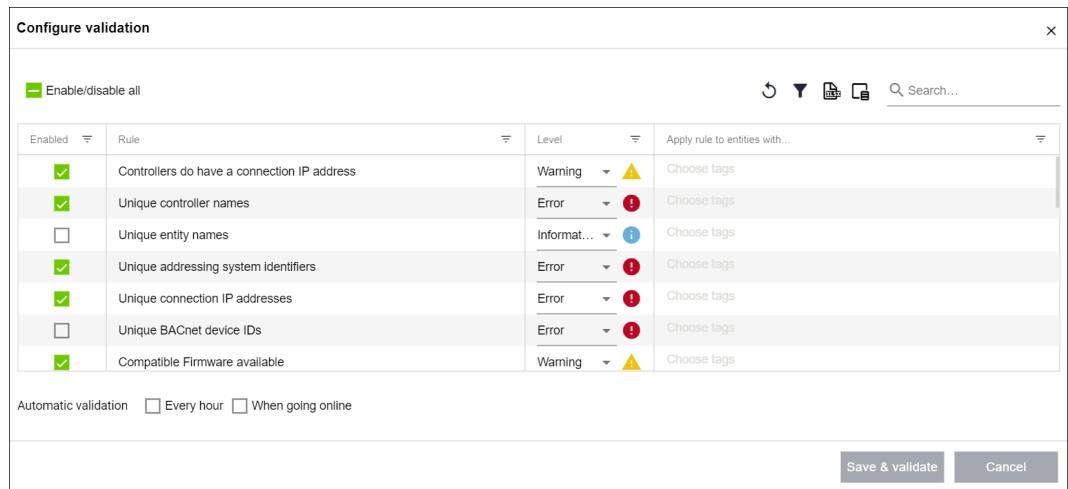 Configure validation
Enable/disable all
XLSX
Search...
Enabled Rule Level Apply rule to entities with...
Controllers do have a connection IP address Warning Choose tags
Unique controller names Error Choose tags
Unique entity names Informat... Choose tags
Unique addressing system identifiers Error Choose tags
Unique connection IP addresses Error Choose tags
Unique BACnet device IDs Error Choose tags
Compatible Firmware available Warning Choose tags
Automatic validation Every hour When going online
Save & validate Cancel